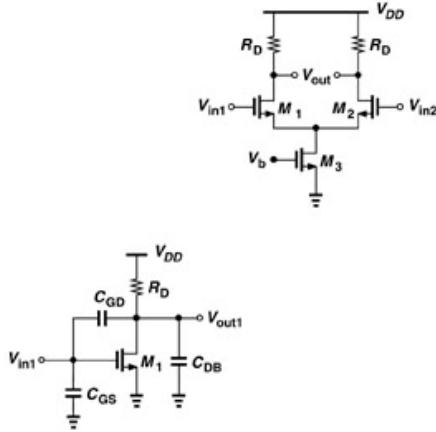 V_DD
R_D R_D
V_out
V_in1 M_1 M_2 V_in2
V_b M_3
V_DD
R_D
C_GD
V_out1
V_in1 M_1 C_DB
C_GS